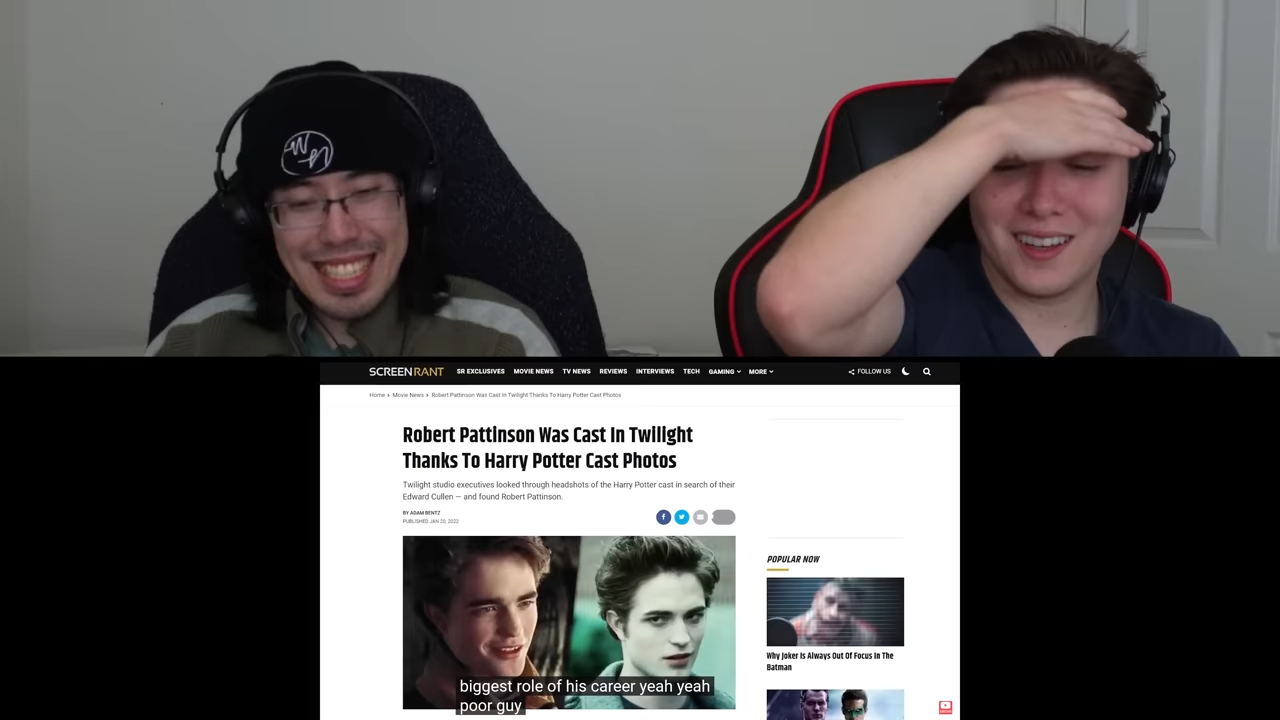 WN
SCREENRANT SR EXCLUSIVES MOVIE NEWS TV NEWS REVIEWS INTERVIEWS TECH GAMING MORE FOLLOW US
Home Movie News Robert Pattinson Was Cast In Twilight Thanks To Harry Potter Cast Photos
Robert Pattinson Was Cast In Twilight
Thanks To Harry Potter Cast Photos
Twilight studio executives looked through headshots of the Harry Potter cast in search of their
Edward Cullen — and found Robert Pattinson.
BY ADAM BENTZ
PUBLISHED JAN 20, 2022
biggest role of his career yeah yeah
poor guy
POPULAR NOW
Why Joker Is Always Out Of Focus In The
Batman